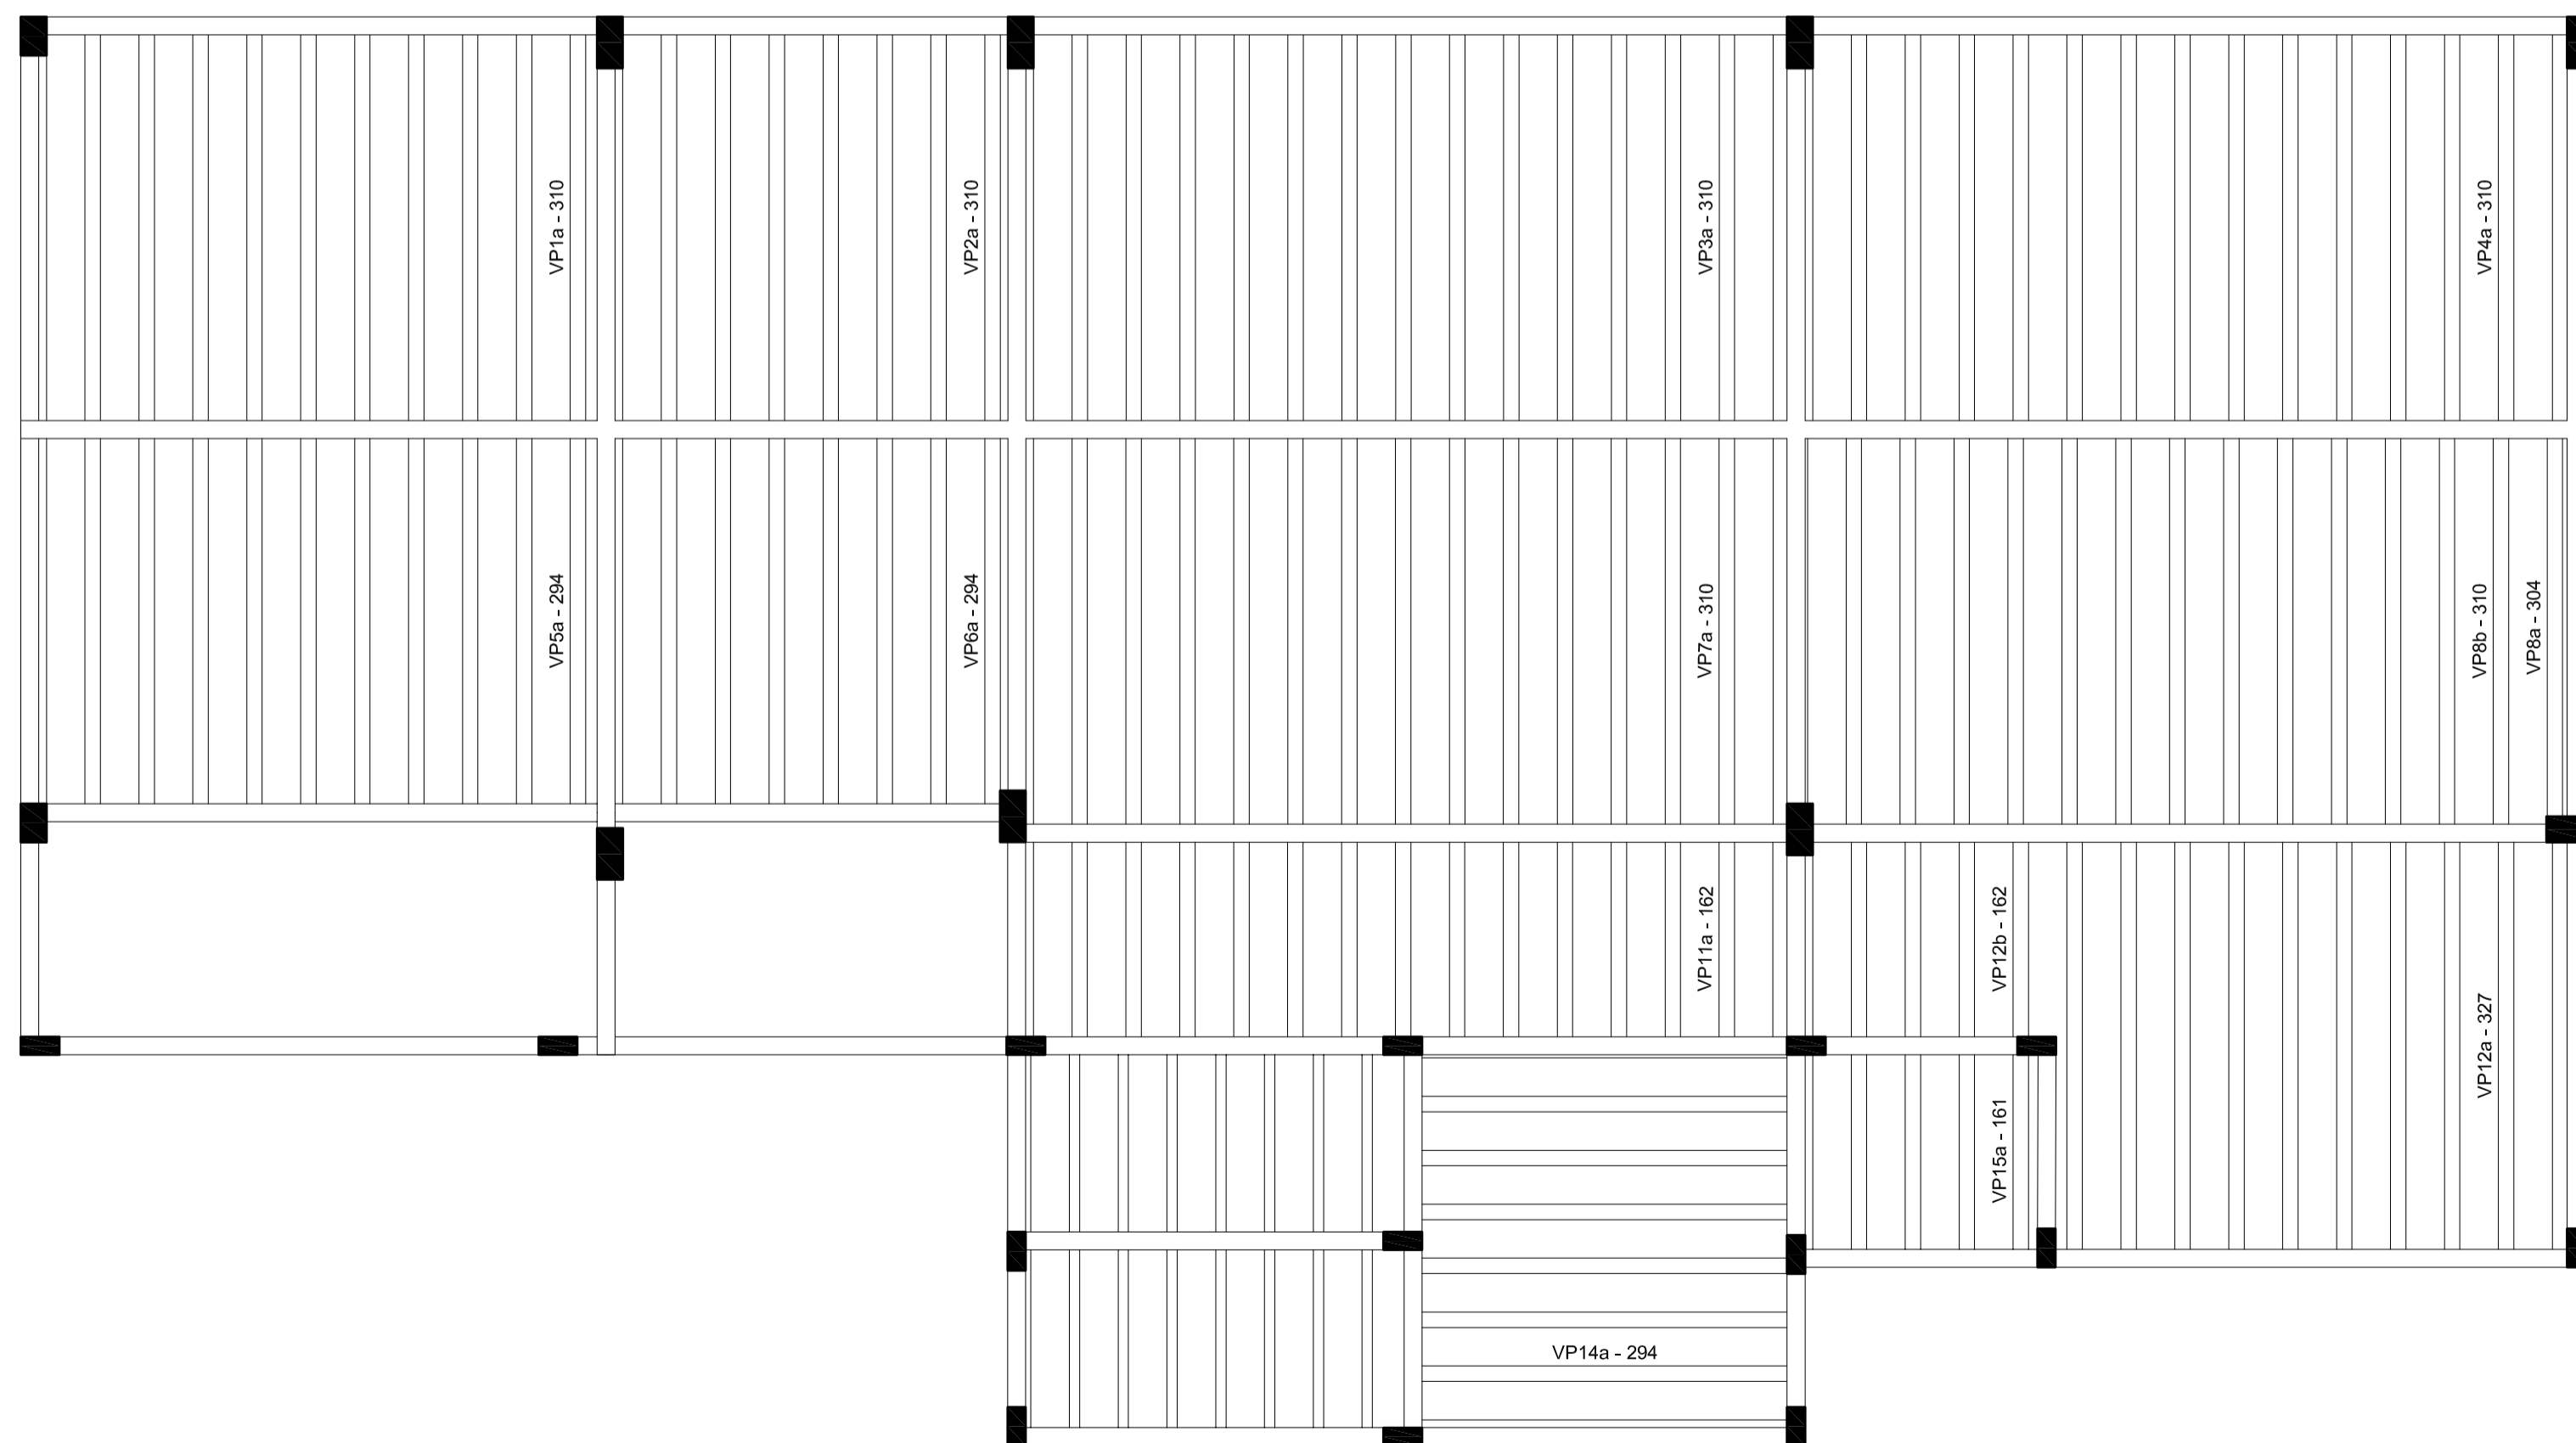 VP1a - 310
VP2a - 310
VP3a - 310
VP4a - 310
VP5a - 294
VP6a - 294
VP7a - 310
VP8b - 310
VP8a - 304
VP11a - 162
VP12b - 162
VP12a - 327
VP15a - 161
VP14a - 294